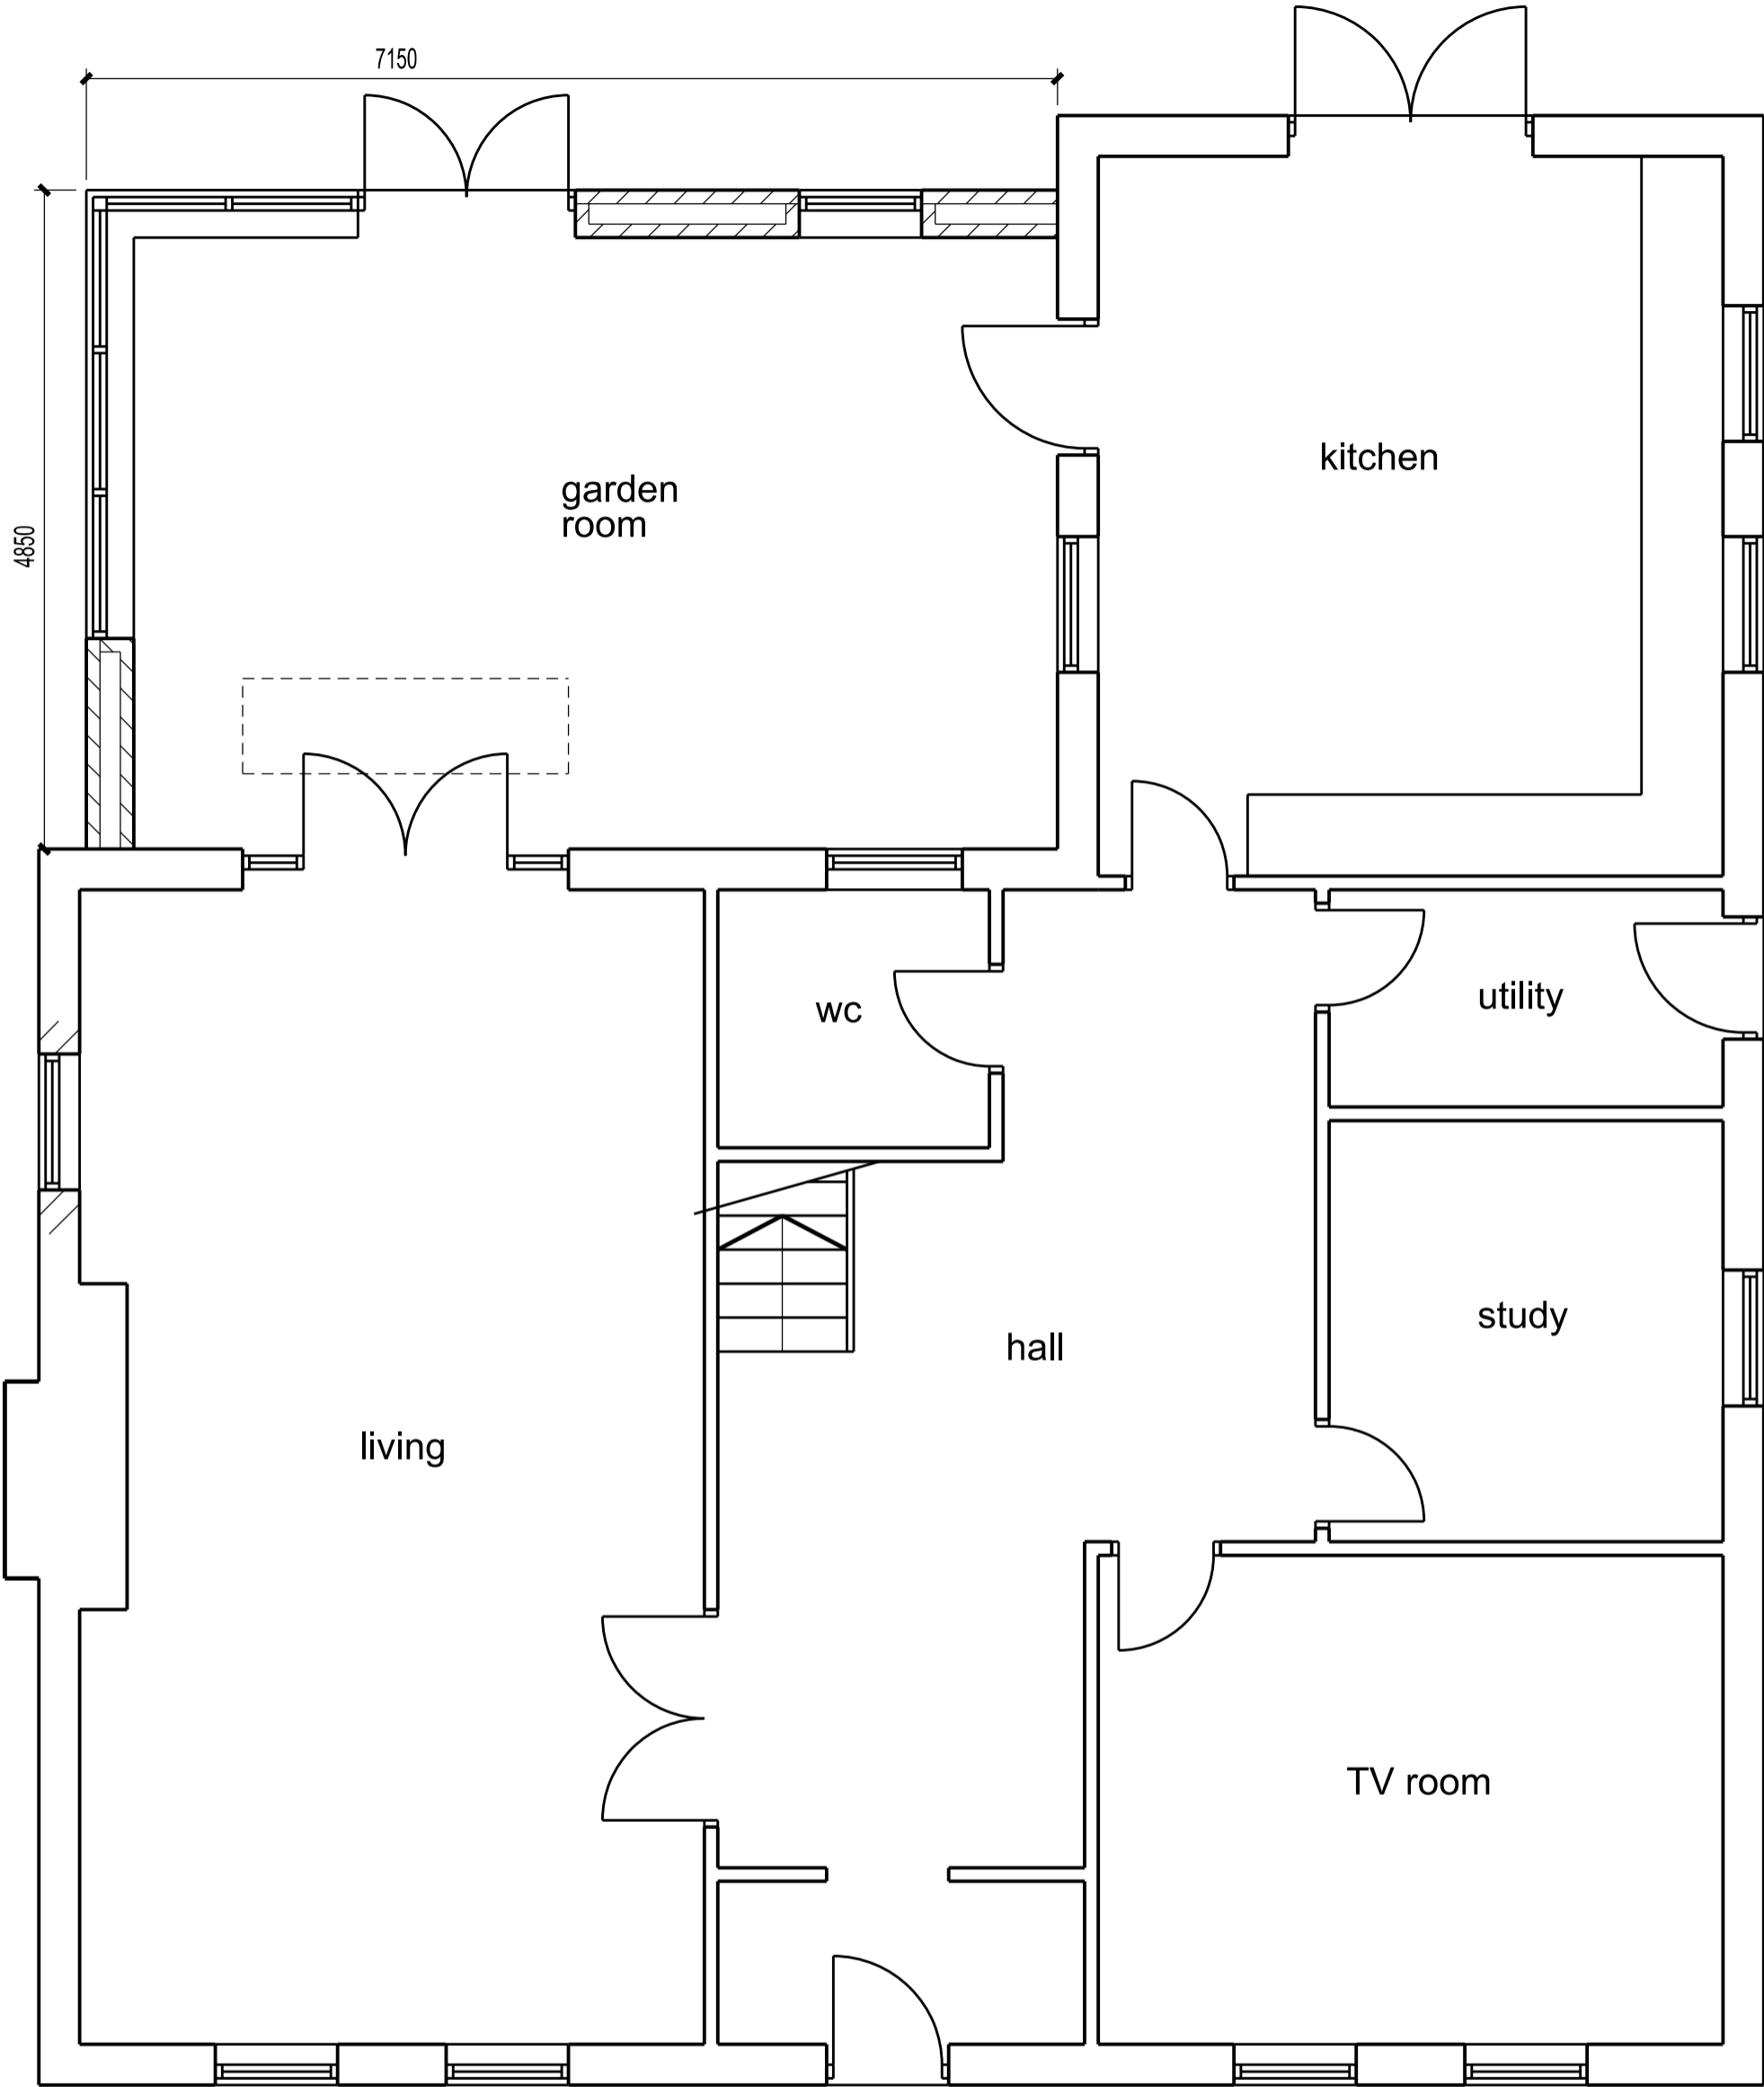 7150
kitchen
garden
room
4850
wc
utility
study
hall
living
TV room